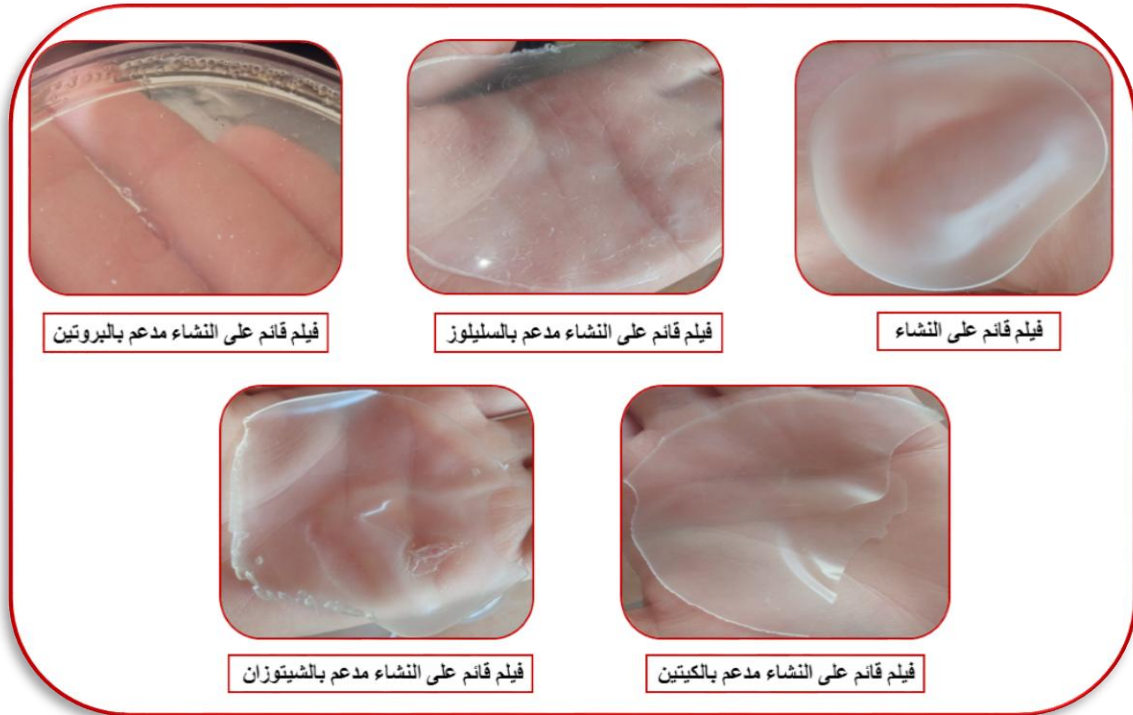 فيلم قائم على النشاء
فيلم قائم على النشاء مدعم بالسليلوز
فيلم قائم على النشاء مدعم بالبروتين
فيلم قائم على النشاء مدعم بالكيتين
فيلم قائم على النشاء مدعم بالشيتوزان